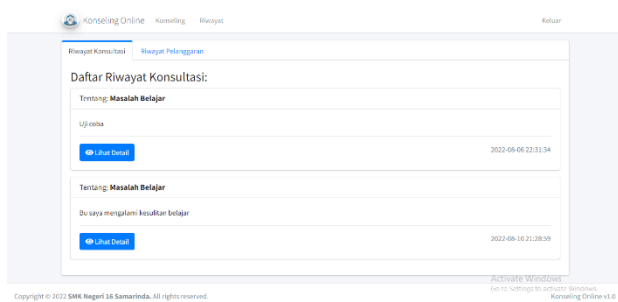 Konseling Online Konseling Riwayat Keluar
Riwayat Konsultasi Riwayat Pelanggaran
Daftar Riwayat Konsultasi:
Tentang: Masalah Belajar
Uji coba
Lihat Detail 2022-08-06 22:31:34
Tentang: Masalah Belajar
Bu saya mengalami kesulitan belajar
Lihat Detail 2022-08-10 21:28:59
Activate Windows
Go to Settings to activate Windows.
Copyright © 2022 SMK Negeri 16 Samarinda. All rights reserved. Konseling Online v1.0